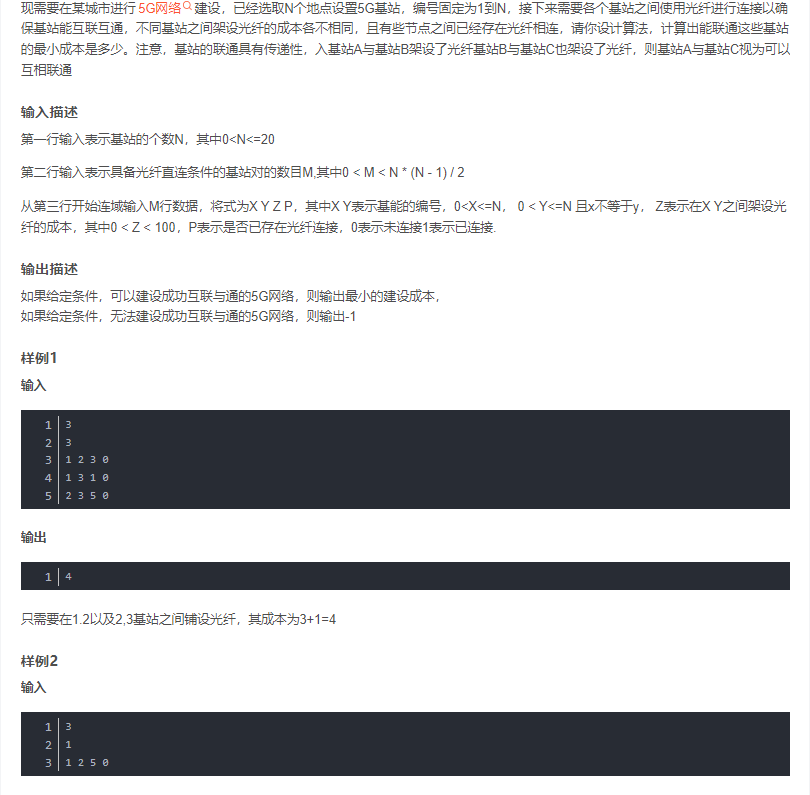 现需要在某城市进行 5G网络 建设，已经选取N个地点设置5G基站，编号固定为1到N，接下来需要各个基站之间使用光纤进行连接以确
保基站能互联互通，不同基站之间架设光纤的成本各不相同，且有些节点之间已经存在光纤相连，请你设计算法，计算出能联通这些基站
的最小成本是多少。注意，基站的联通具有传递性，入基站A与基站B架设了光纤基站B与基站C也架设了光纤，则基站A与基站C视为可以
互相联通
输入描述
第一行输入表示基站的个数N，其中0<N<=20
第二行输入表示具备光纤直连条件的基站对的数目M,其中0 < M < N * (N - 1) / 2
从第三行开始连域输入M行数据，将式为X Y Z P，其中X Y表示基能的编号，0<X<=N， 0 < Y<=N 且x不等于y， Z表示在X Y之间架设光
纤的成本，其中0 < Z < 100，P表示是否已存在光纤连接，0表示未连接1表示已连接.
输出描述
如果给定条件，可以建设成功互联与通的5G网络，则输出最小的建设成本，
如果给定条件，无法建设成功互联与通的5G网络，则输出-1
样例1
输入
1 3
2 3
3 1 2 3 0
4 1 3 1 0
5 2 3 5 0
输出
1 4
只需要在1.2以及2,3基站之间铺设光纤，其成本为3+1=4
样例2
输入
1 3
2 1
3 1 2 5 0